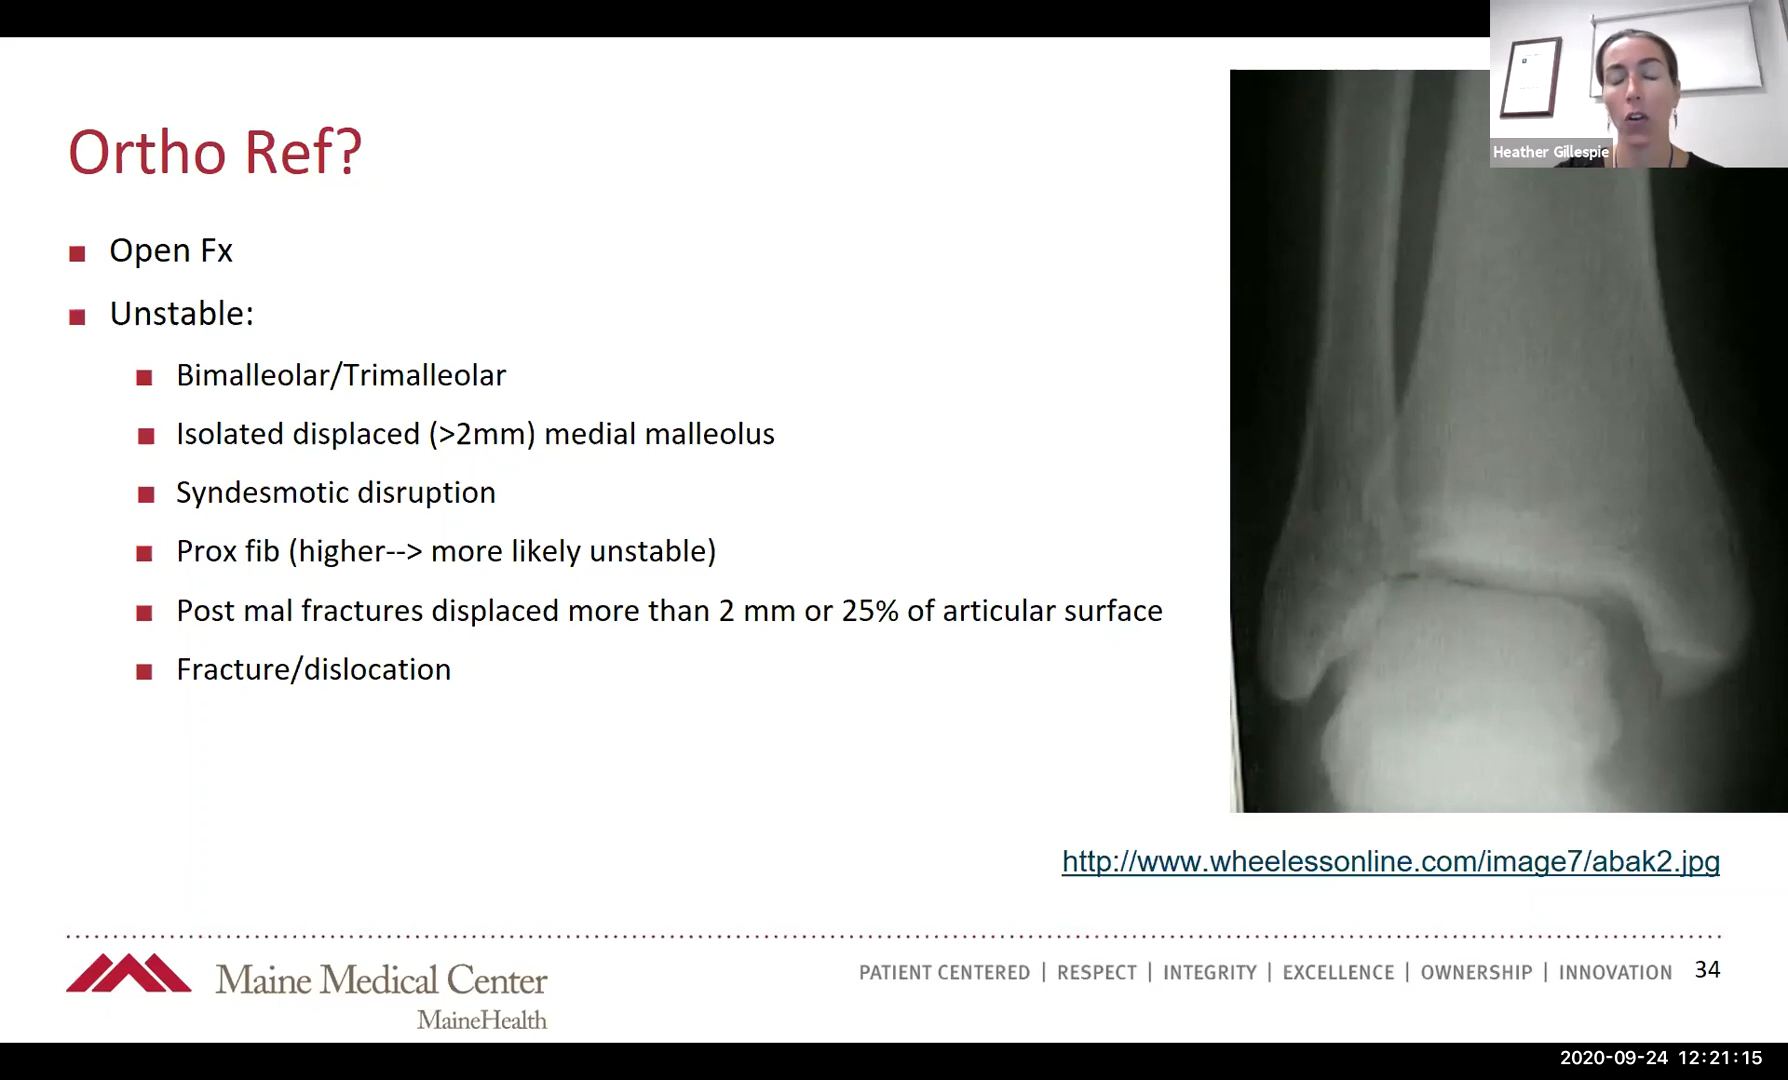 Heather Gillespie
Ortho Ref?
Open Fx
Unstable:
Bimalleolar/Trimalleolar
Isolated displaced (>2mm) medial malleolus
Syndesmotic disruption
Prox fib (higher--> more likely unstable)
Post mal fractures displaced more than 2 mm or 25% of articular surface
Fracture/dislocation
http://www.wheelessonline.com/image7/abak2.jpg
Maine Medical Center
MaineHealth
PATIENT CENTERED | RESPECT | INTEGRITY | EXCELLENCE | OWNERSHIP | INNOVATION 34
2020-09-24 12:21:15